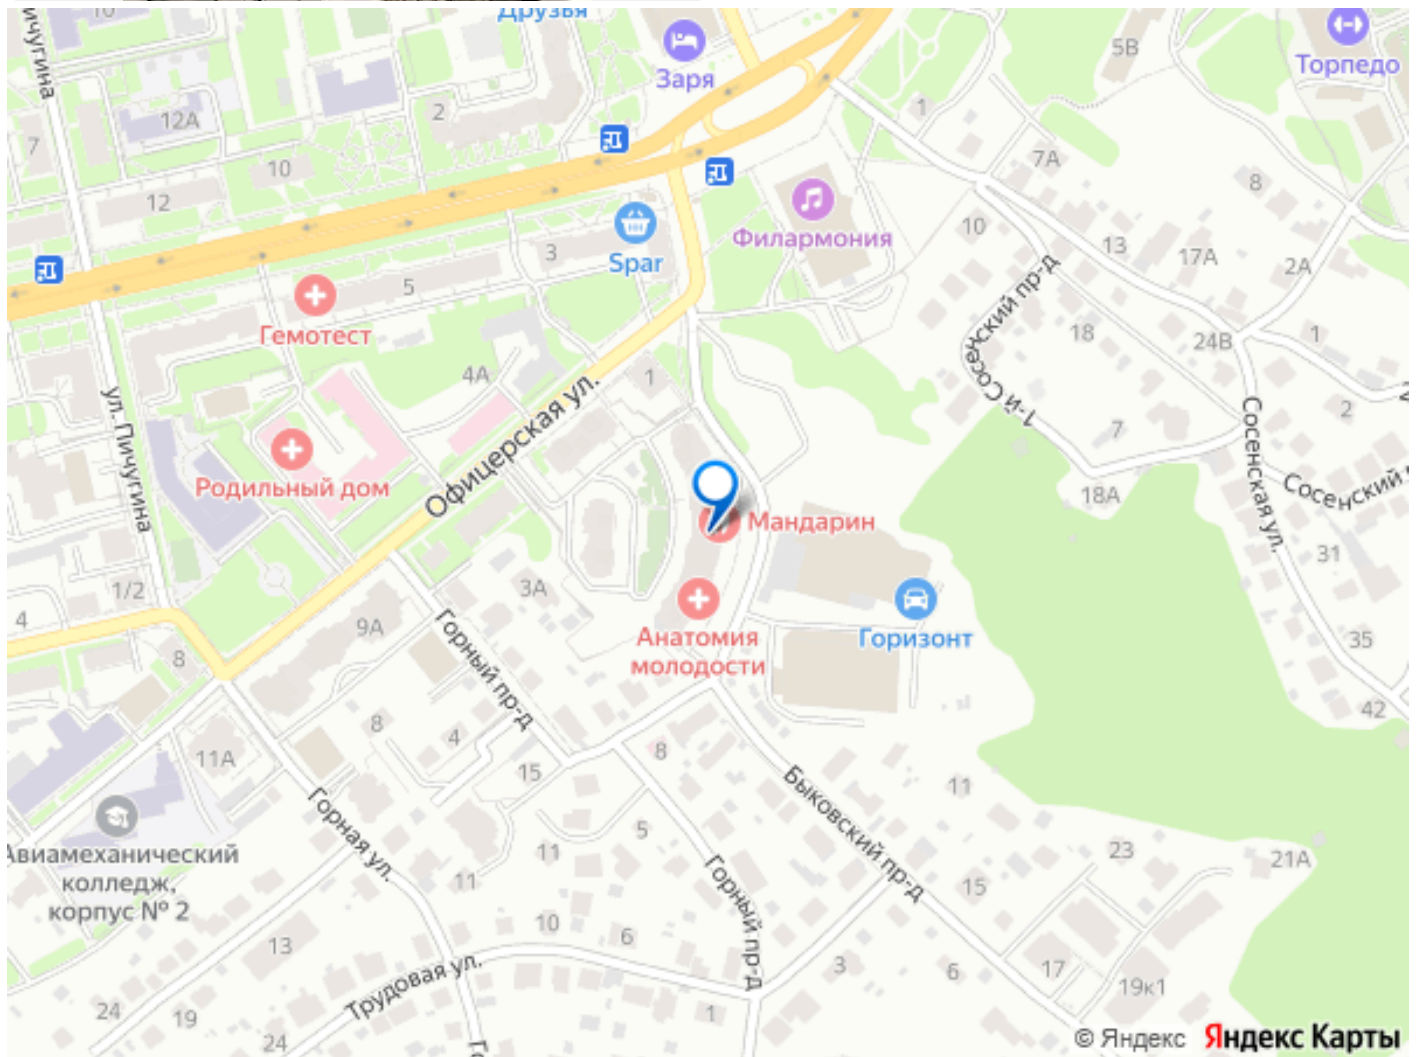 10
Друзья
Заря
5В
Торпедо
12А
2
1
7
7А
10
8
12
Филармония
10
13
17А
2А
3
Spar
5
Гемотест
1-й Сосенский пр-д
18
24В
1
4А
1
2
ул. Пичугина
7
Сосенская ул.
Родильный дом
Офицерская ул.
18А
Сосенский
Мандарин
31
1/2
3А
4
9А
Анатомия
молодости
Горизонт
35
8
Горный пр-д
42
8
4
11А
15
8
Быковский пр-д
11
Горная ул.
5
Авиамеханический
колледж,
корпус № 2
11
11
23
21А
15
Горный пр-д
13
10
6
3
6
17
19к1
Трудовая ул.
24
19
24
1
© Яндекс Яндекс Карты